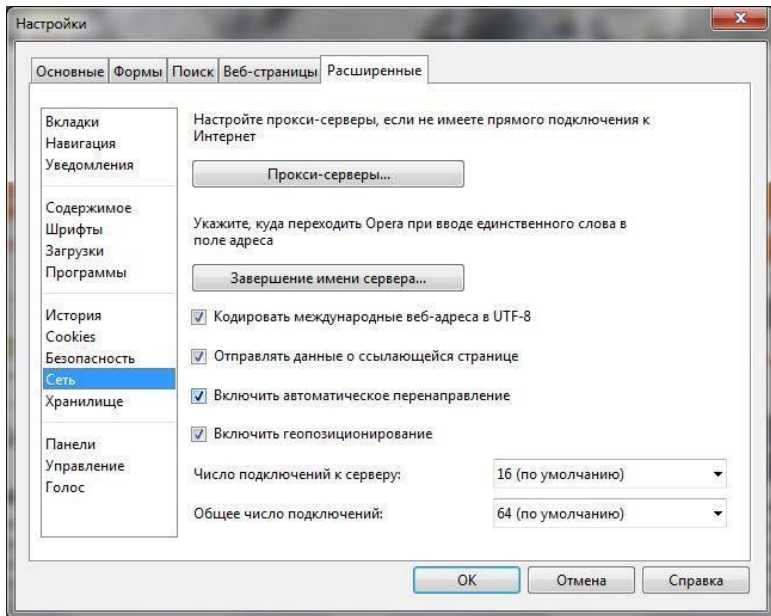 Настройки
Основные Формы Поиск Веб-страницы Расширенные
Вкладки
Навигация
Уведомления
Содержимое
Шрифты
Загрузки
Программы
История
Cookies
Безопасность
Сеть
Хранилище
Панели
Управление
Голос
Настройте прокси-серверы, если не имеете прямого подключения к
Интернет
Прокси-серверы...
Укажите, куда переходить Opera при вводе единственного слова в
поле адреса
Завершение имени сервера...
Кодировать международные веб-адреса в UTF-8
Отправлять данные о ссылающейся странице
Включить автоматическое перенаправление
Включить геопозиционирование
Число подключений к серверу: 16 (по умолчанию)
Общее число подключений: 64 (по умолчанию)
OK Отмена Справка